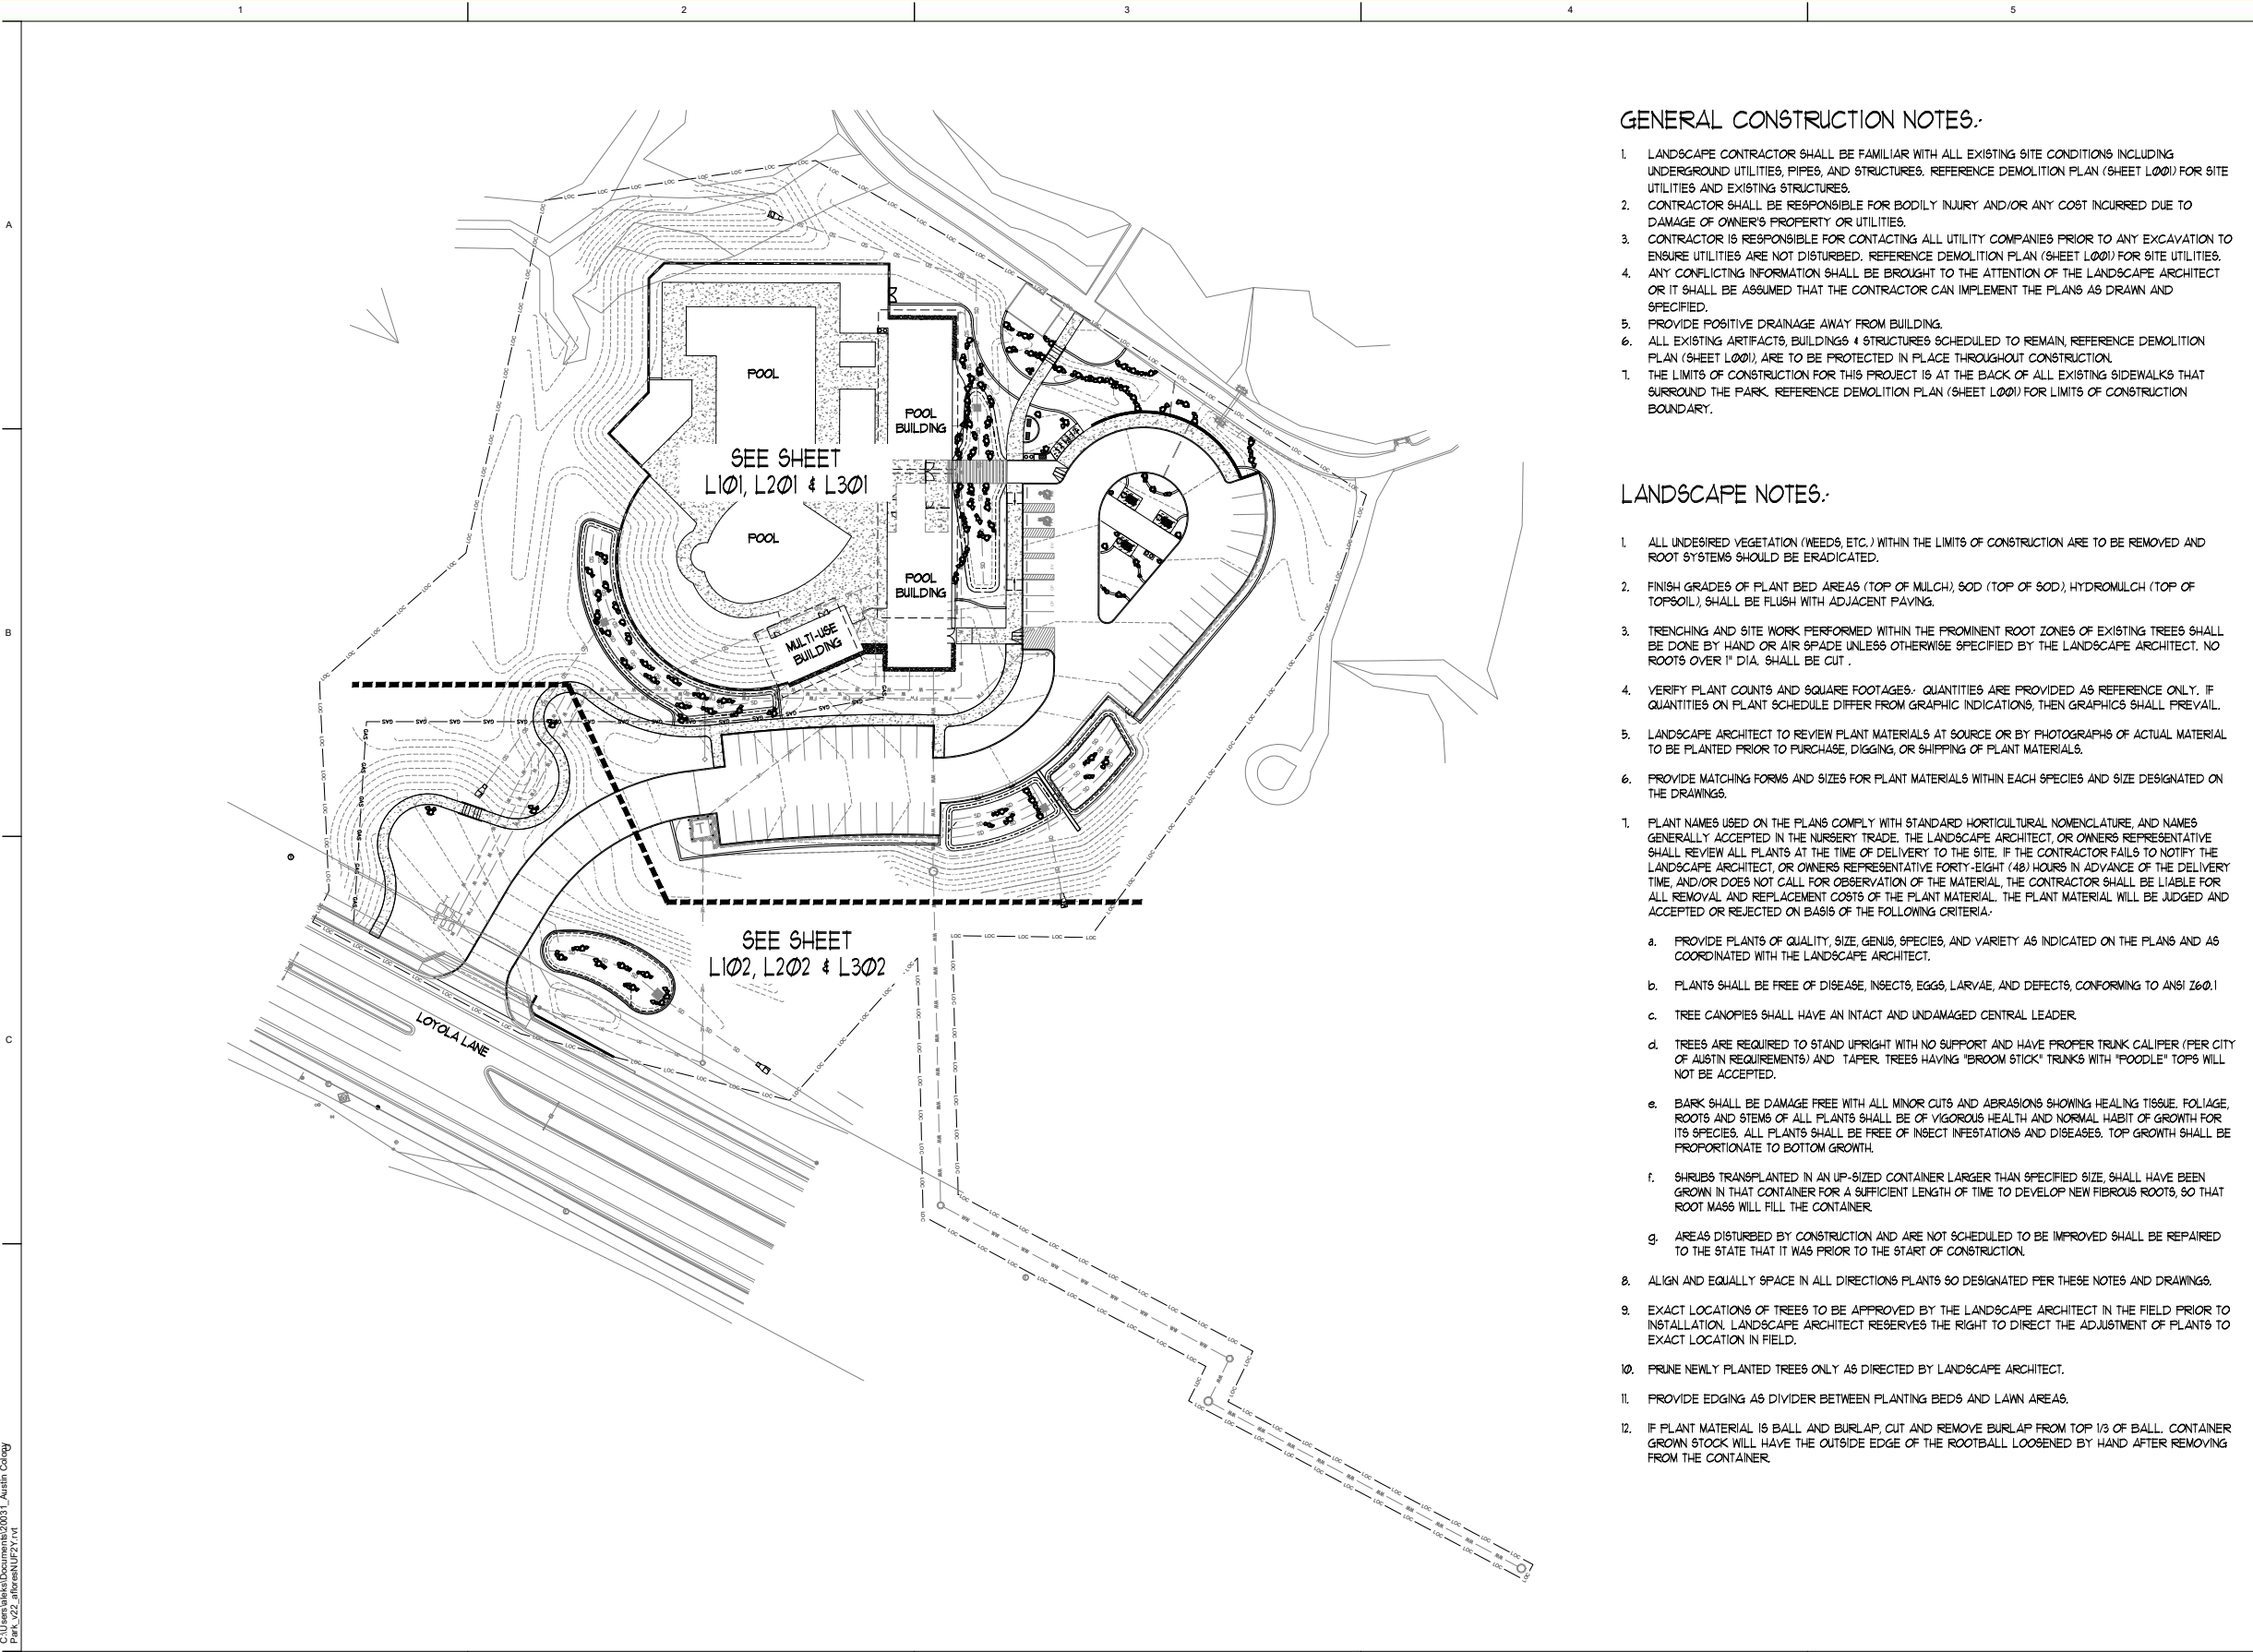 1 2 3 4 5
A
B
C
GENERAL CONSTRUCTION NOTES:
1. LANDSCAPE CONTRACTOR SHALL BE FAMILIAR WITH ALL EXISTING SITE CONDITIONS INCLUDING
UNDERGROUND UTILITIES, PIPES, AND STRUCTURES. REFERENCE DEMOLITION PLAN (SHEET L001) FOR SITE
UTILITIES AND EXISTING STRUCTURES.
2. CONTRACTOR SHALL BE RESPONSIBLE FOR BODILY INJURY AND/OR ANY COST INCURRED DUE TO
DAMAGE OF OWNER'S PROPERTY OR UTILITIES.
3. CONTRACTOR IS RESPONSIBLE FOR CONTACTING ALL UTILITY COMPANIES PRIOR TO ANY EXCAVATION TO
ENSURE UTILITIES ARE NOT DISTURBED. REFERENCE DEMOLITION PLAN (SHEET L001) FOR SITE UTILITIES.
4. ANY CONFLICTING INFORMATION SHALL BE BROUGHT TO THE ATTENTION OF THE LANDSCAPE ARCHITECT
OR IT SHALL BE ASSUMED THAT THE CONTRACTOR CAN IMPLEMENT THE PLANS AS DRAWN AND
SPECIFIED.
5. PROVIDE POSITIVE DRAINAGE AWAY FROM BUILDING.
6. ALL EXISTING ARTIFACTS, BUILDINGS & STRUCTURES SCHEDULED TO REMAIN, REFERENCE DEMOLITION
PLAN (SHEET L001), ARE TO BE PROTECTED IN PLACE THROUGHOUT CONSTRUCTION.
7. THE LIMITS OF CONSTRUCTION FOR THIS PROJECT IS AT THE BACK OF ALL EXISTING SIDEWALKS THAT
SURROUND THE PARK. REFERENCE DEMOLITION PLAN (SHEET L001) FOR LIMITS OF CONSTRUCTION
BOUNDARY.
LANDSCAPE NOTES:
1. ALL UNDESIRED VEGETATION (WEEDS, ETC.) WITHIN THE LIMITS OF CONSTRUCTION ARE TO BE REMOVED AND
ROOT SYSTEMS SHOULD BE ERADICATED.
2. FINISH GRADES OF PLANT BED AREAS (TOP OF MULCH), SOD (TOP OF SOD), HYDROMULCH (TOP OF
TOPSOIL), SHALL BE FLUSH WITH ADJACENT PAVING.
3. TRENCHING AND SITE WORK PERFORMED WITHIN THE PROMINENT ROOT ZONES OF EXISTING TREES SHALL
BE DONE BY HAND OR AIR SPADE UNLESS OTHERWISE SPECIFIED BY THE LANDSCAPE ARCHITECT. NO
ROOTS OVER 1" DIA. SHALL BE CUT .
4. VERIFY PLANT COUNTS AND SQUARE FOOTAGES: QUANTITIES ARE PROVIDED AS REFERENCE ONLY. IF
QUANTITIES ON PLANT SCHEDULE DIFFER FROM GRAPHIC INDICATIONS, THEN GRAPHICS SHALL PREVAIL.
5. LANDSCAPE ARCHITECT TO REVIEW PLANT MATERIALS AT SOURCE OR BY PHOTOGRAPHS OF ACTUAL MATERIAL
TO BE PLANTED PRIOR TO PURCHASE, DIGGING, OR SHIPPING OF PLANT MATERIALS.
6. PROVIDE MATCHING FORMS AND SIZES FOR PLANT MATERIALS WITHIN EACH SPECIES AND SIZE DESIGNATED ON
THE DRAWINGS.
7. PLANT NAMES USED ON THE PLANS COMPLY WITH STANDARD HORTICULTURAL NOMENCLATURE, AND NAMES
GENERALLY ACCEPTED IN THE NURSERY TRADE. THE LANDSCAPE ARCHITECT, OR OWNERS REPRESENTATIVE
SHALL REVIEW ALL PLANTS AT THE TIME OF DELIVERY TO THE SITE. IF THE CONTRACTOR FAILS TO NOTIFY THE
LANDSCAPE ARCHITECT, OR OWNERS REPRESENTATIVE FORTY-EIGHT (48) HOURS IN ADVANCE OF THE DELIVERY
TIME, AND/OR DOES NOT CALL FOR OBSERVATION OF THE MATERIAL, THE CONTRACTOR SHALL BE LIABLE FOR
ALL REMOVAL AND REPLACEMENT COSTS OF THE PLANT MATERIAL. THE PLANT MATERIAL WILL BE JUDGED AND
ACCEPTED OR REJECTED ON BASIS OF THE FOLLOWING CRITERIA:
a. PROVIDE PLANTS OF QUALITY, SIZE, GENUS, SPECIES, AND VARIETY AS INDICATED ON THE PLANS AND AS
COORDINATED WITH THE LANDSCAPE ARCHITECT.
b. PLANTS SHALL BE FREE OF DISEASE, INSECTS, EGGS, LARVAE, AND DEFECTS, CONFORMING TO ANSI Z60.1
c. TREE CANOPIES SHALL HAVE AN INTACT AND UNDAMAGED CENTRAL LEADER.
d. TREES ARE REQUIRED TO STAND UPRIGHT WITH NO SUPPORT AND HAVE PROPER TRUNK CALIPER (PER CITY
OF AUSTIN REQUIREMENTS) AND TAPER. TREES HAVING "BROOM STICK" TRUNKS WITH "POODLE" TOPS WILL
NOT BE ACCEPTED.
e. BARK SHALL BE DAMAGE FREE WITH ALL MINOR CUTS AND ABRASIONS SHOWING HEALING TISSUE. FOLIAGE,
ROOTS AND STEMS OF ALL PLANTS SHALL BE OF VIGOROUS HEALTH AND NORMAL HABIT OF GROWTH FOR
ITS SPECIES. ALL PLANTS SHALL BE FREE OF INSECT INFESTATIONS AND DISEASES. TOP GROWTH SHALL BE
PROPORTIONATE TO BOTTOM GROWTH.
f. SHRUBS TRANSPLANTED IN AN UP-SIZED CONTAINER LARGER THAN SPECIFIED SIZE, SHALL HAVE BEEN
GROWN IN THAT CONTAINER FOR A SUFFICIENT LENGTH OF TIME TO DEVELOP NEW FIBROUS ROOTS, SO THAT
ROOT MASS WILL FILL THE CONTAINER.
g. AREAS DISTURBED BY CONSTRUCTION AND ARE NOT SCHEDULED TO BE IMPROVED SHALL BE REPAIRED
TO THE STATE THAT IT WAS PRIOR TO THE START OF CONSTRUCTION.
8. ALIGN AND EQUALLY SPACE IN ALL DIRECTIONS PLANTS SO DESIGNATED PER THESE NOTES AND DRAWINGS.
9. EXACT LOCATIONS OF TREES TO BE APPROVED BY THE LANDSCAPE ARCHITECT IN THE FIELD PRIOR TO
INSTALLATION. LANDSCAPE ARCHITECT RESERVES THE RIGHT TO DIRECT THE ADJUSTMENT OF PLANTS TO
EXACT LOCATION IN FIELD.
10. PRUNE NEWLY PLANTED TREES ONLY AS DIRECTED BY LANDSCAPE ARCHITECT.
11. PROVIDE EDGING AS DIVIDER BETWEEN PLANTING BEDS AND LAWN AREAS.
12. IF PLANT MATERIAL IS BALL AND BURLAP, CUT AND REMOVE BURLAP FROM TOP 1/3 OF BALL. CONTAINER
GROWN STOCK WILL HAVE THE OUTSIDE EDGE OF THE ROOTBALL LOOSENED BY HAND AFTER REMOVING
FROM THE CONTAINER.
POOL
POOL
BUILDING
SEE SHEET
L101, L201 & L301
POOL
POOL
BUILDING
MULTI-USE
BUILDING
SEE SHEET
L102, L202 & L302
LOYOLA LANE
C:\Users\aleks\Documents\20031_Austin Colony
Park_v22_afloresNUF2Y.rvt